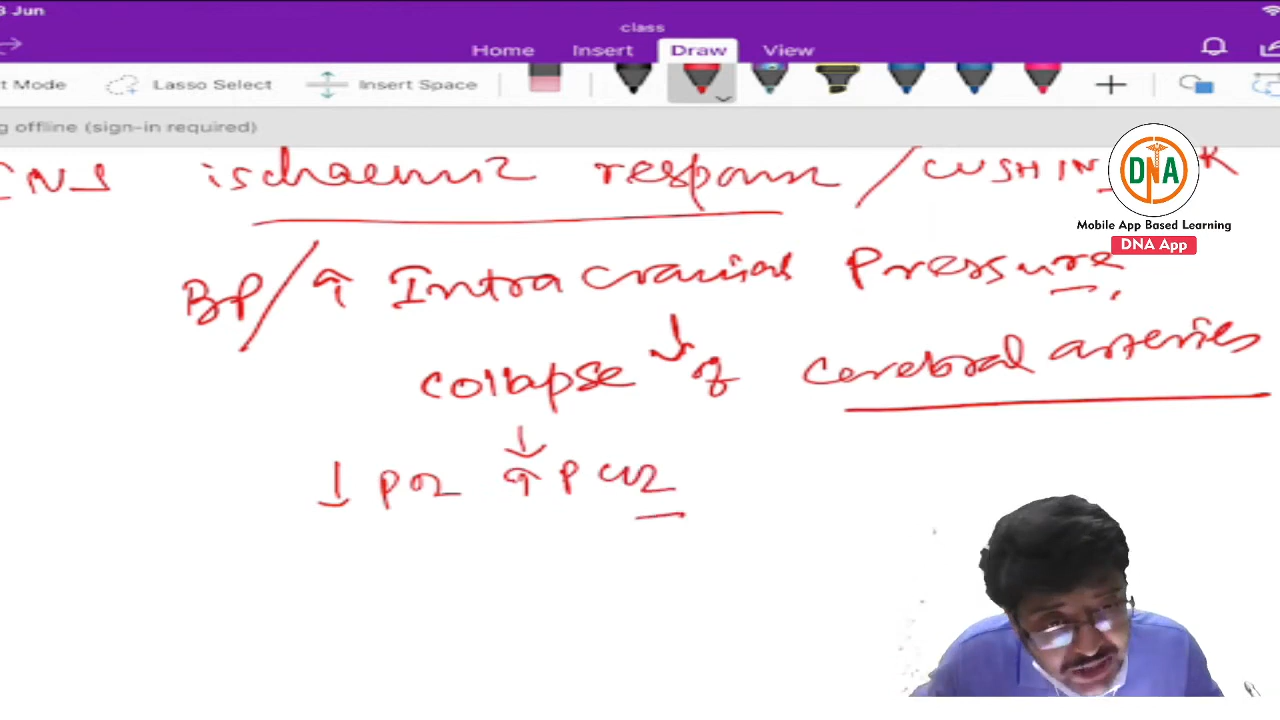 3 Jun
class
Home Insert Draw View
t Mode Lasso Select Insert Space
g offline (sign-in required)
CNS ischaemic response / CUSHIN K
DNA
Mobile App Based Learning
DNA App
BP/ ↑ Intracranial Pressure
↓
collapse of cerebral arteries
↓
↓ PO2 ↑ PCO2